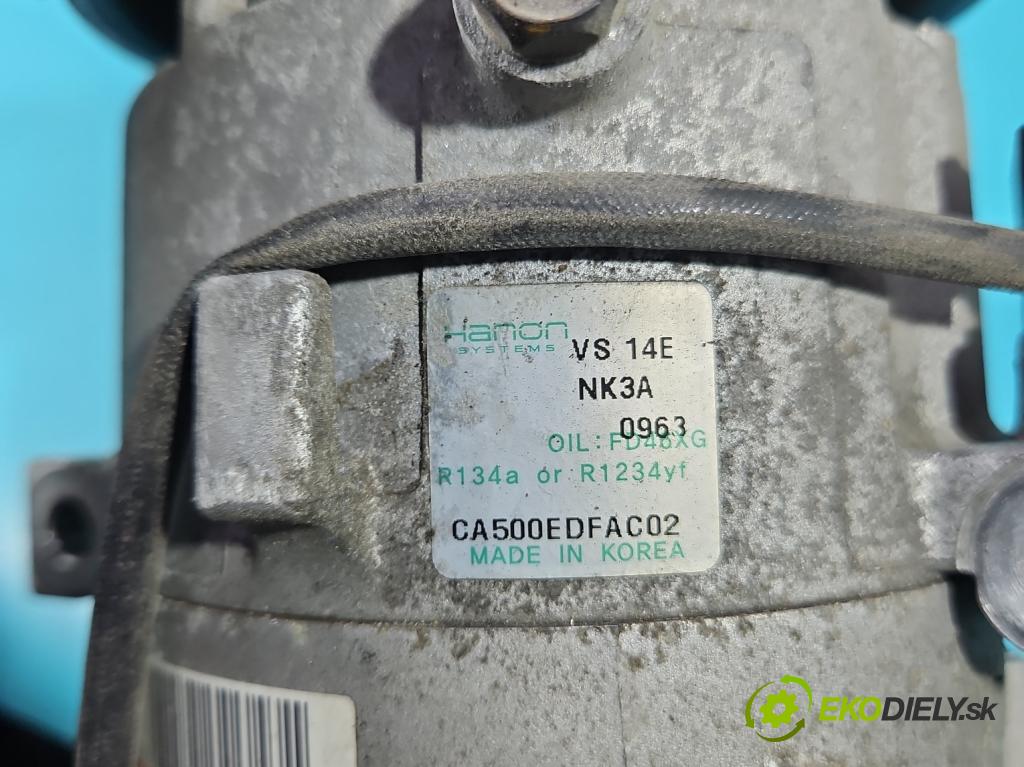 Hanon
SYSTEMS VS 14E
NK3A
0963
OIL: FD46XG
R134a or R1234yf
CA500EDFAC02
MADE IN KOREA
EKODIELY.sk